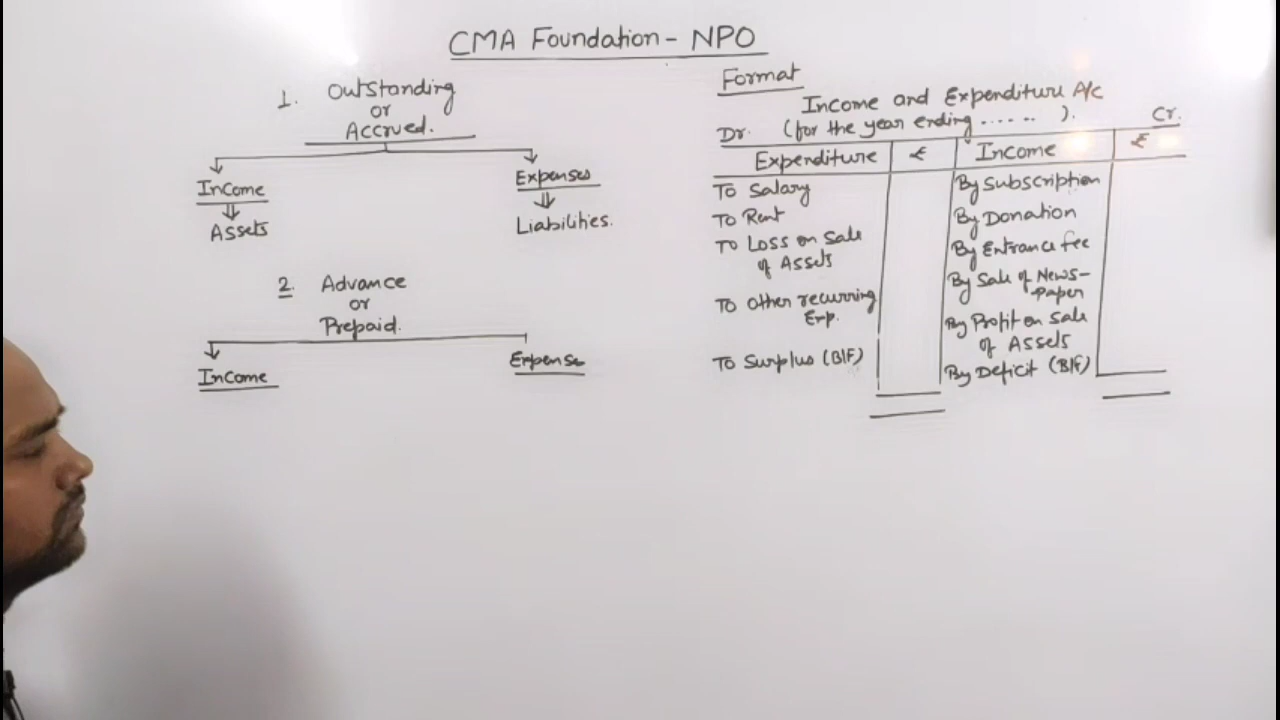 CMA Foundation - NPO
1. Outstanding
or
Accrued.
Income
Expenses
Assets
Liabilities.
2. Advance
or
Prepaid.
Income
Expense
Format
Income and Expenditure A/c
Dr. (for the year ending ...... ). Cr.
Expenditure ₹ Income ₹
To Salary
To Rent
To Loss on Sale
of Assets
To Other recurring
Exp.
To Surplus (B/F)
By Subscription
By Donation
By Entrance fee
By Sale of News-
Paper
By Profit on Sale
of Assets
By Deficit (B/F)